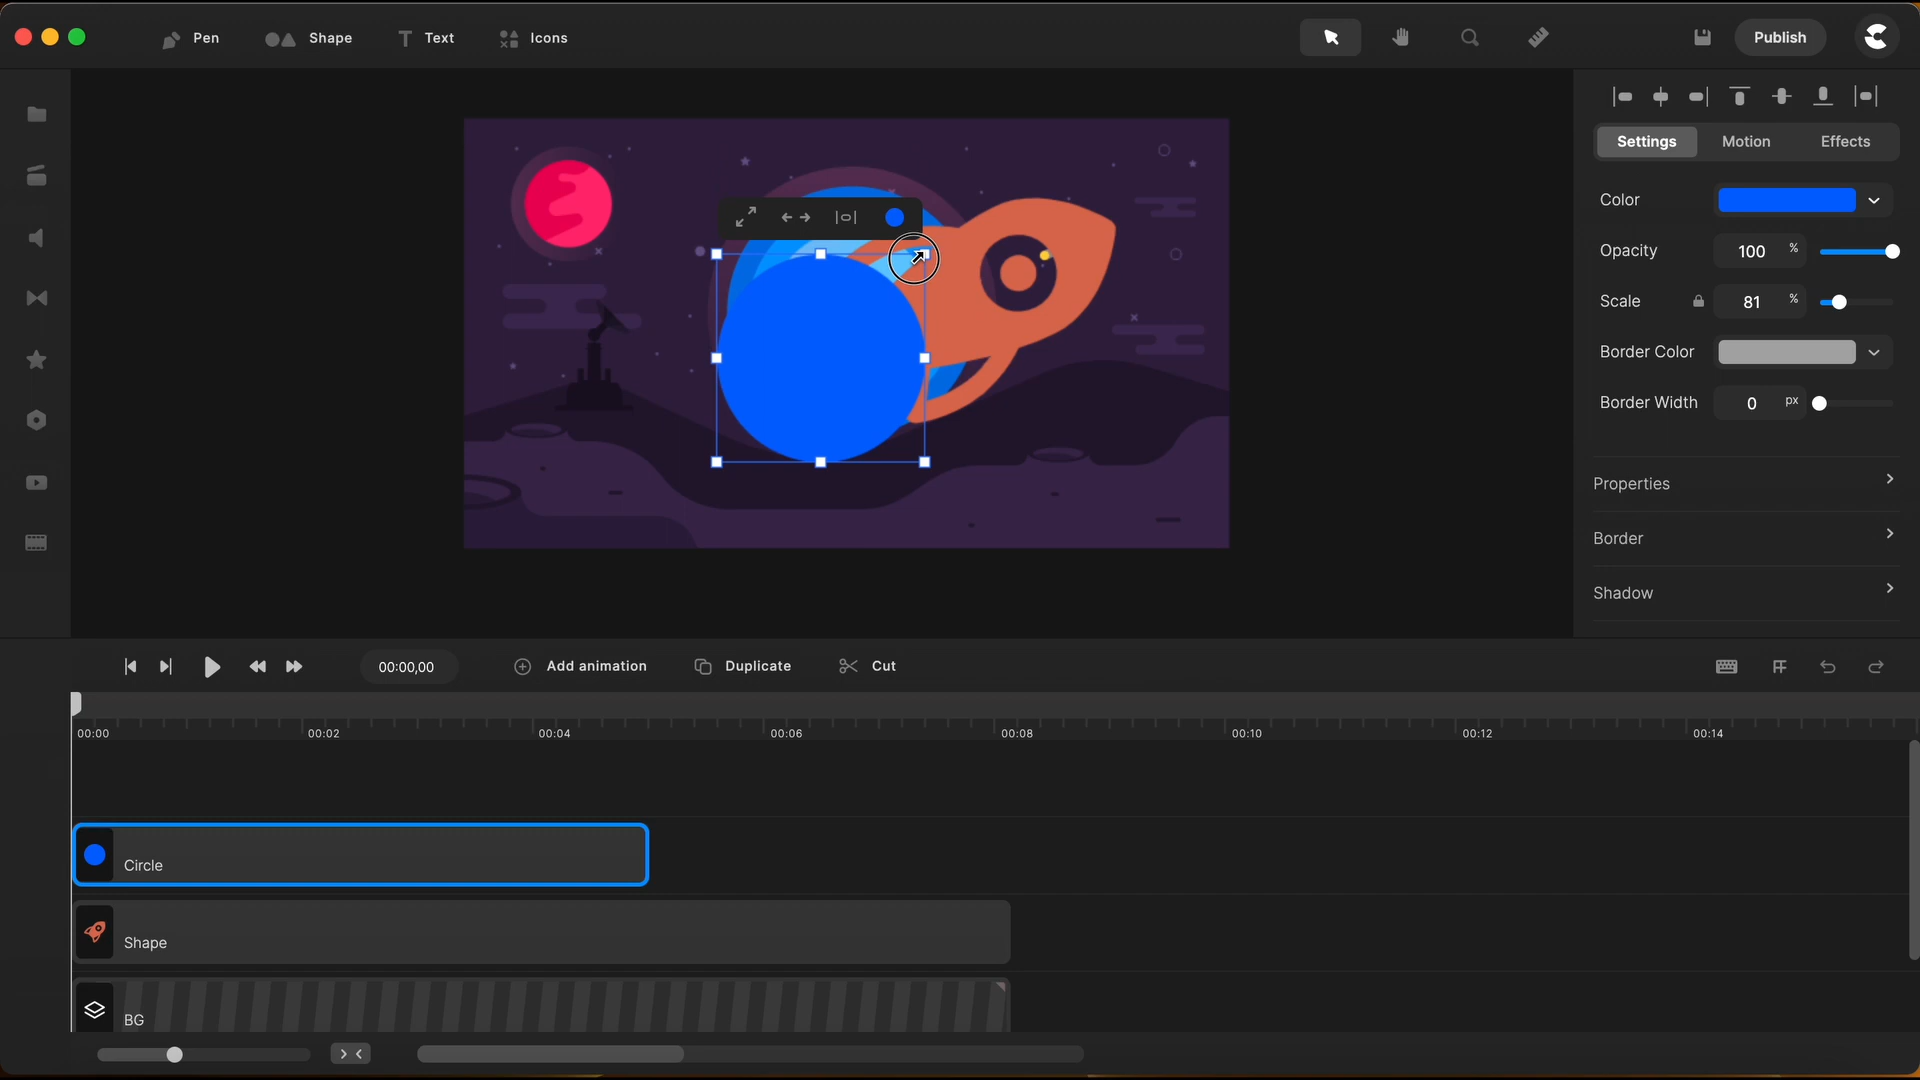 Pen Shape Text Icons Publish
Settings Motion Effects
Color
Opacity 100 %
Scale 81 %
Border Color
Border Width 0 px
Properties
Border
Shadow
00:00,00 Add animation Duplicate Cut
00:00 00:02 00:04 00:06 00:08 00:10 00:12 00:14
Circle
Shape
BG